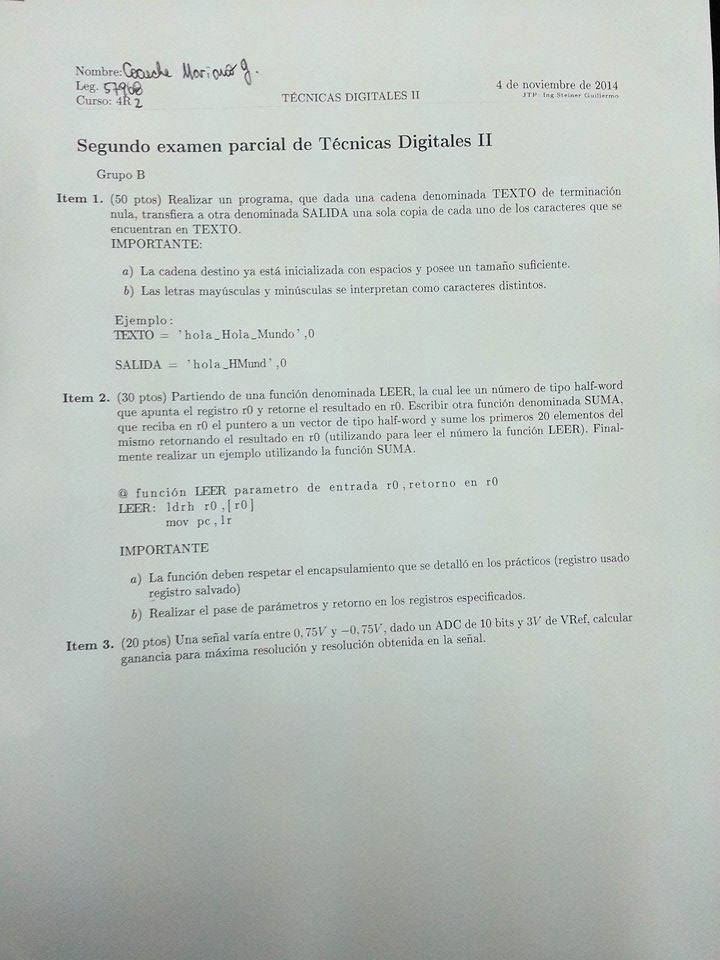 Nombre: Mariano J.
Leg. 57968
Curso: 4R2
TÉCNICAS DIGITALES II
4 de noviembre de 2014
JTP: Ing.Steiner Guillermo
Segundo examen parcial de Técnicas Digitales II
Grupo B
Item 1. (50 ptos) Realizar un programa, que dada una cadena denominada TEXTO de terminación
nula, transfiera a otra denominada SALIDA una sola copia de cada uno de los caracteres que se
encuentran en TEXTO.
IMPORTANTE:
a) La cadena destino ya está inicializada con espacios y posee un tamaño suficiente.
b) Las letras mayúsculas y minúsculas se interpretan como caracteres distintos.
Ejemplo:
TEXTO = 'hola_Hola_Mundo',0
SALIDA = 'hola_HMund',0
Item 2. (30 ptos) Partiendo de una función denominada LEER, la cual lee un número de tipo half-word
que apunta el registro r0 y retorne el resultado en r0. Escribir otra función denominada SUMA,
que reciba en r0 el puntero a un vector de tipo half-word y sume los primeros 20 elementos del
mismo retornando el resultado en r0 (utilizando para leer el número la función LEER). Final-
mente realizar un ejemplo utilizando la función SUMA.
@ función LEER parametro de entrada r0,retorno en r0
LEER: ldrh r0,[r0]
mov pc,lr
IMPORTANTE
a) La función deben respetar el encapsulamiento que se detalló en los prácticos (registro usado
registro salvado)
b) Realizar el pase de parámetros y retorno en los registros especificados.
Item 3. (20 ptos) Una señal varía entre 0,75V y −0,75V, dado un ADC de 10 bits y 3V de VRef, calcular
ganancia para máxima resolución y resolución obtenida en la señal.